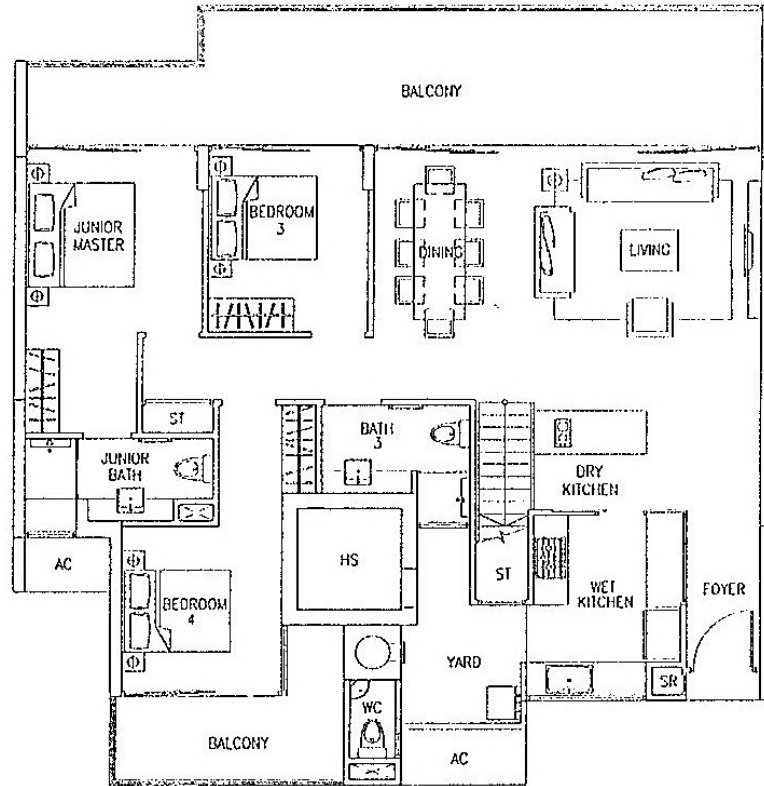 BALCONY
JUNIOR
MASTER
BEDROOM
3
DINING
LIVING
ST
BATH
3
JUNIOR
BATH
DRY
KITCHEN
AC
HS
ST
WET
KITCHEN
FOYER
BEDROOM
4
YARD
SR
WC
BALCONY
AC